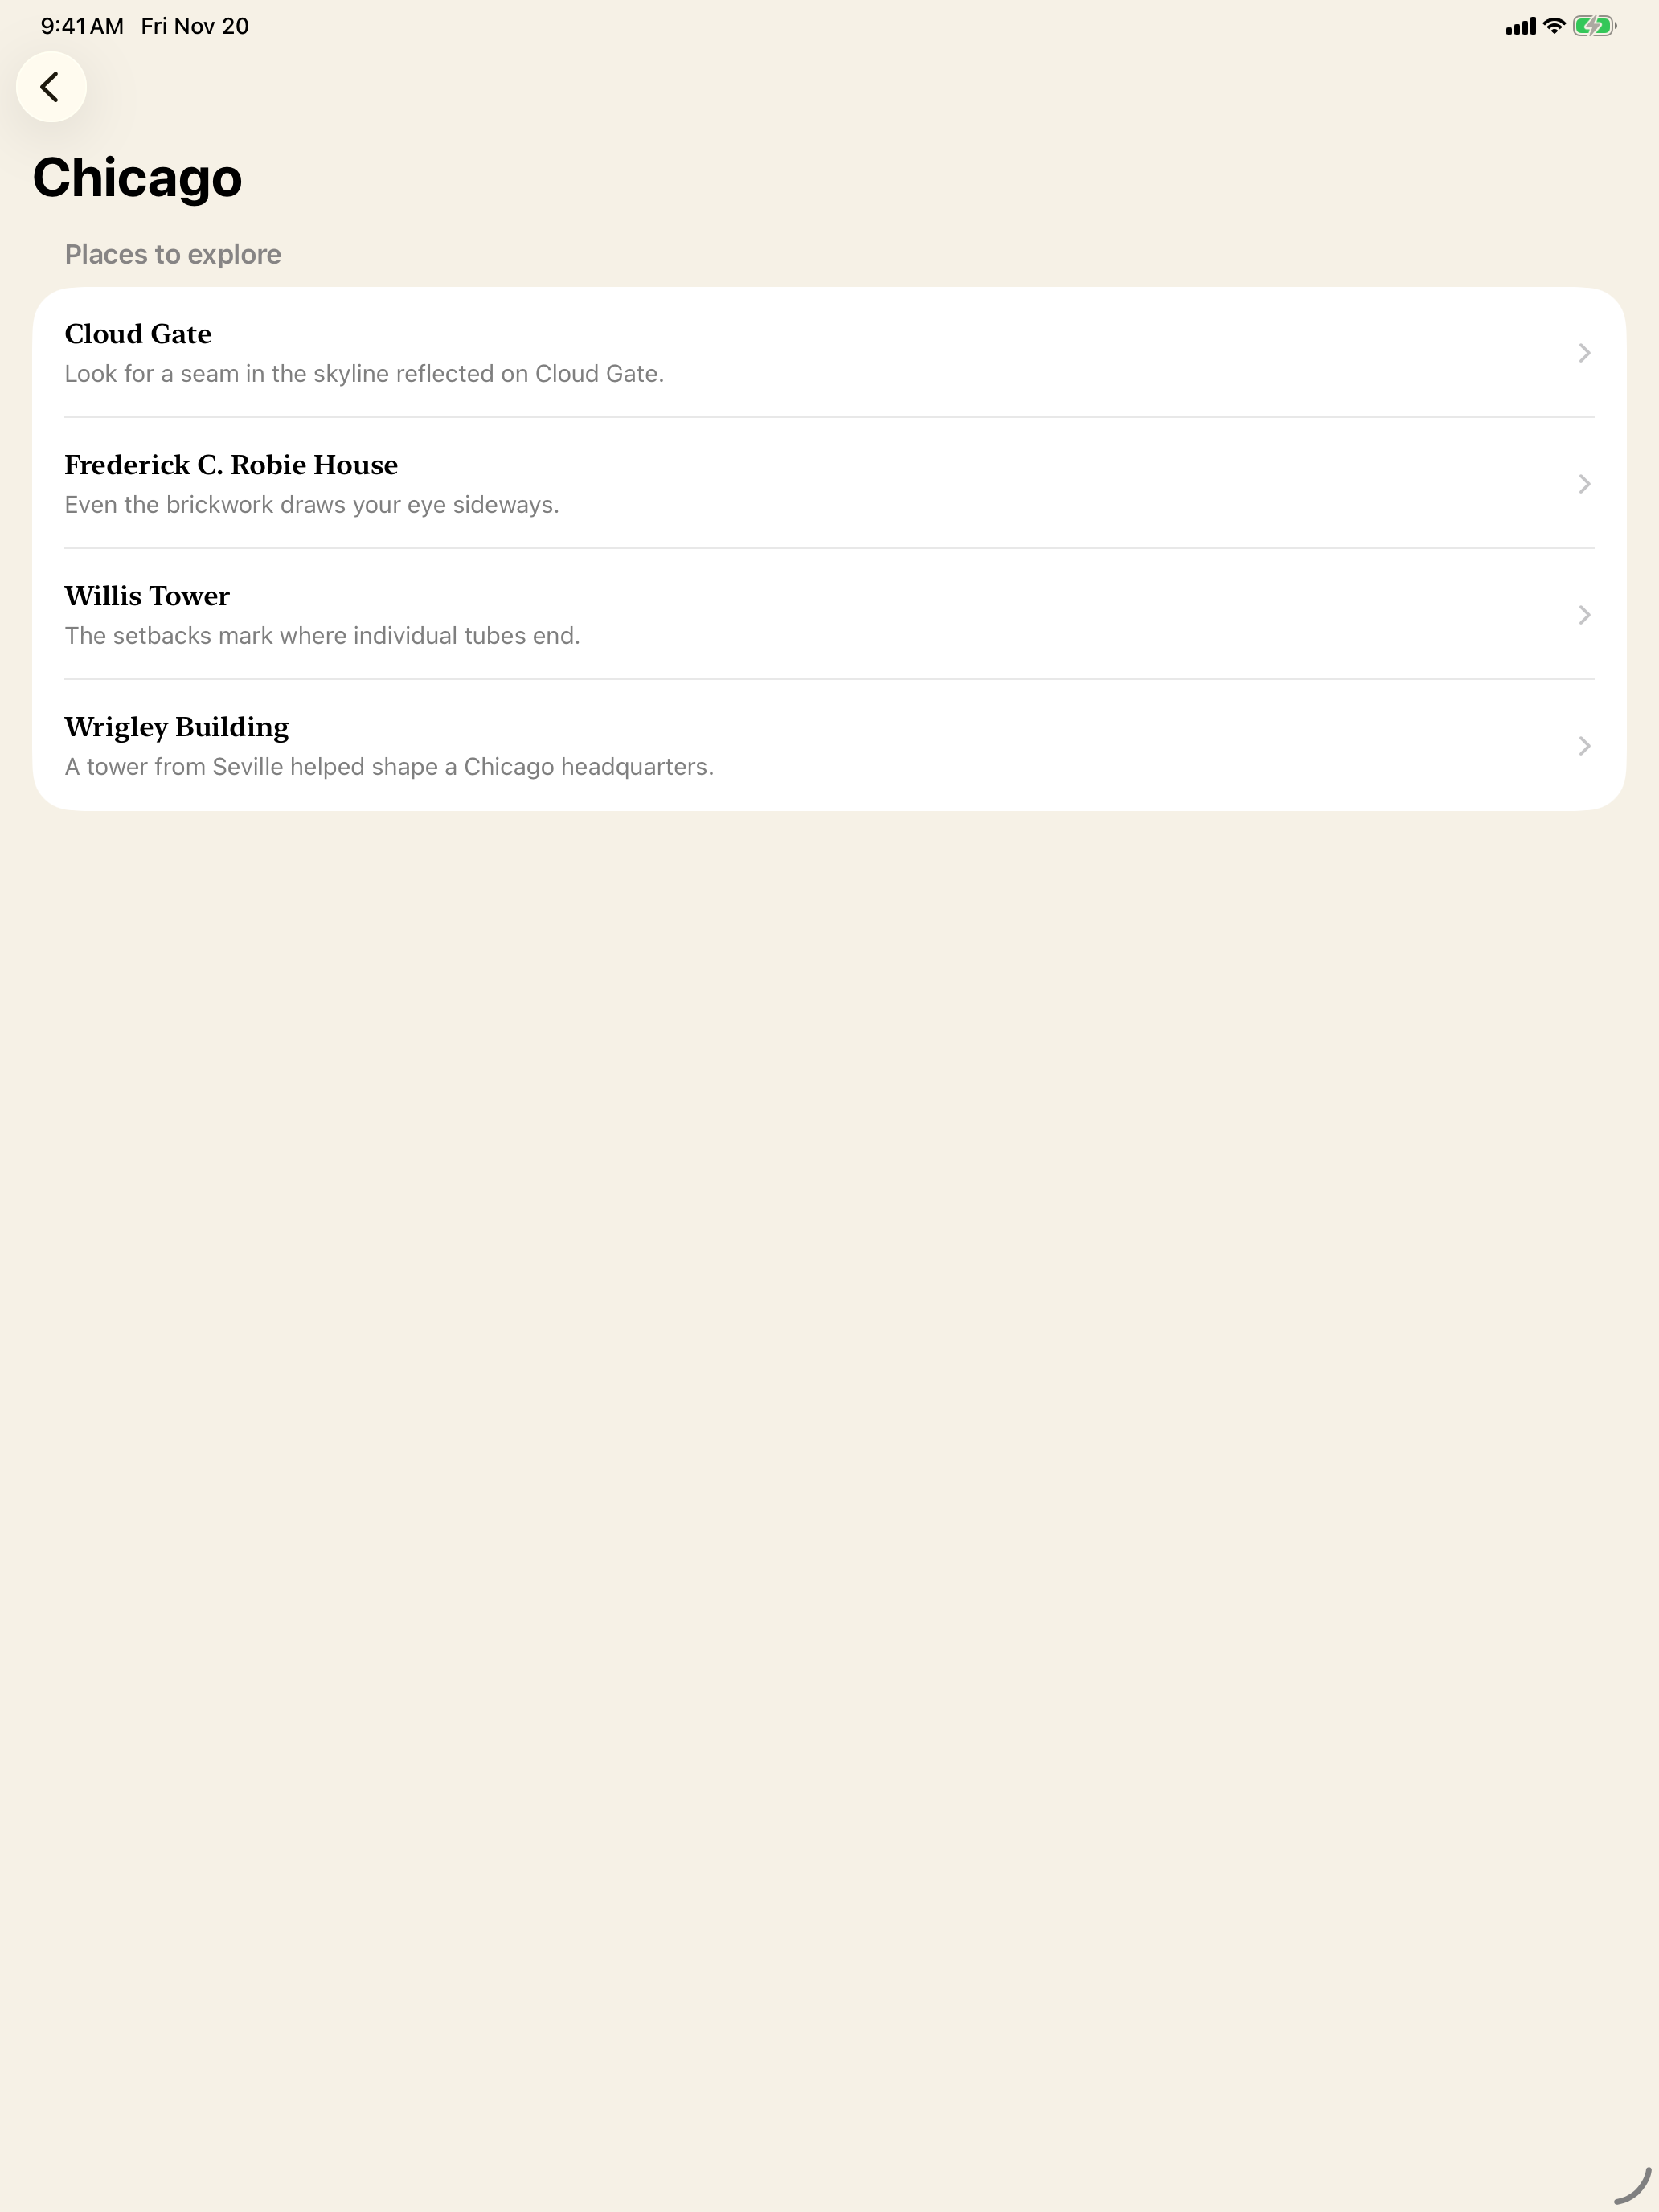 9:41 AM Fri Nov 20
Chicago
Places to explore
Cloud Gate
Look for a seam in the skyline reflected on Cloud Gate.
Frederick C. Robie House
Even the brickwork draws your eye sideways.
Willis Tower
The setbacks mark where individual tubes end.
Wrigley Building
A tower from Seville helped shape a Chicago headquarters.